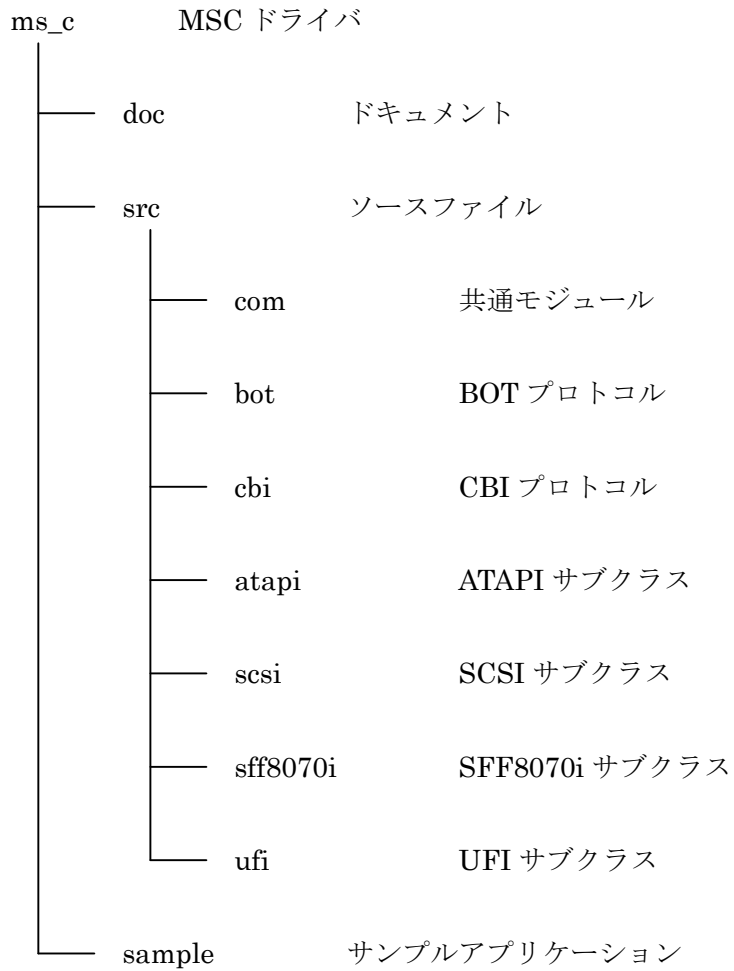 ms_c MSC ドライバ
doc ドキュメント
src ソースファイル
com 共通モジュール
bot BOT プロトコル
cbi CBI プロトコル
atapi ATAPI サブクラス
scsi SCSI サブクラス
sff8070i SFF8070i サブクラス
ufi UFI サブクラス
sample サンプルアプリケーション